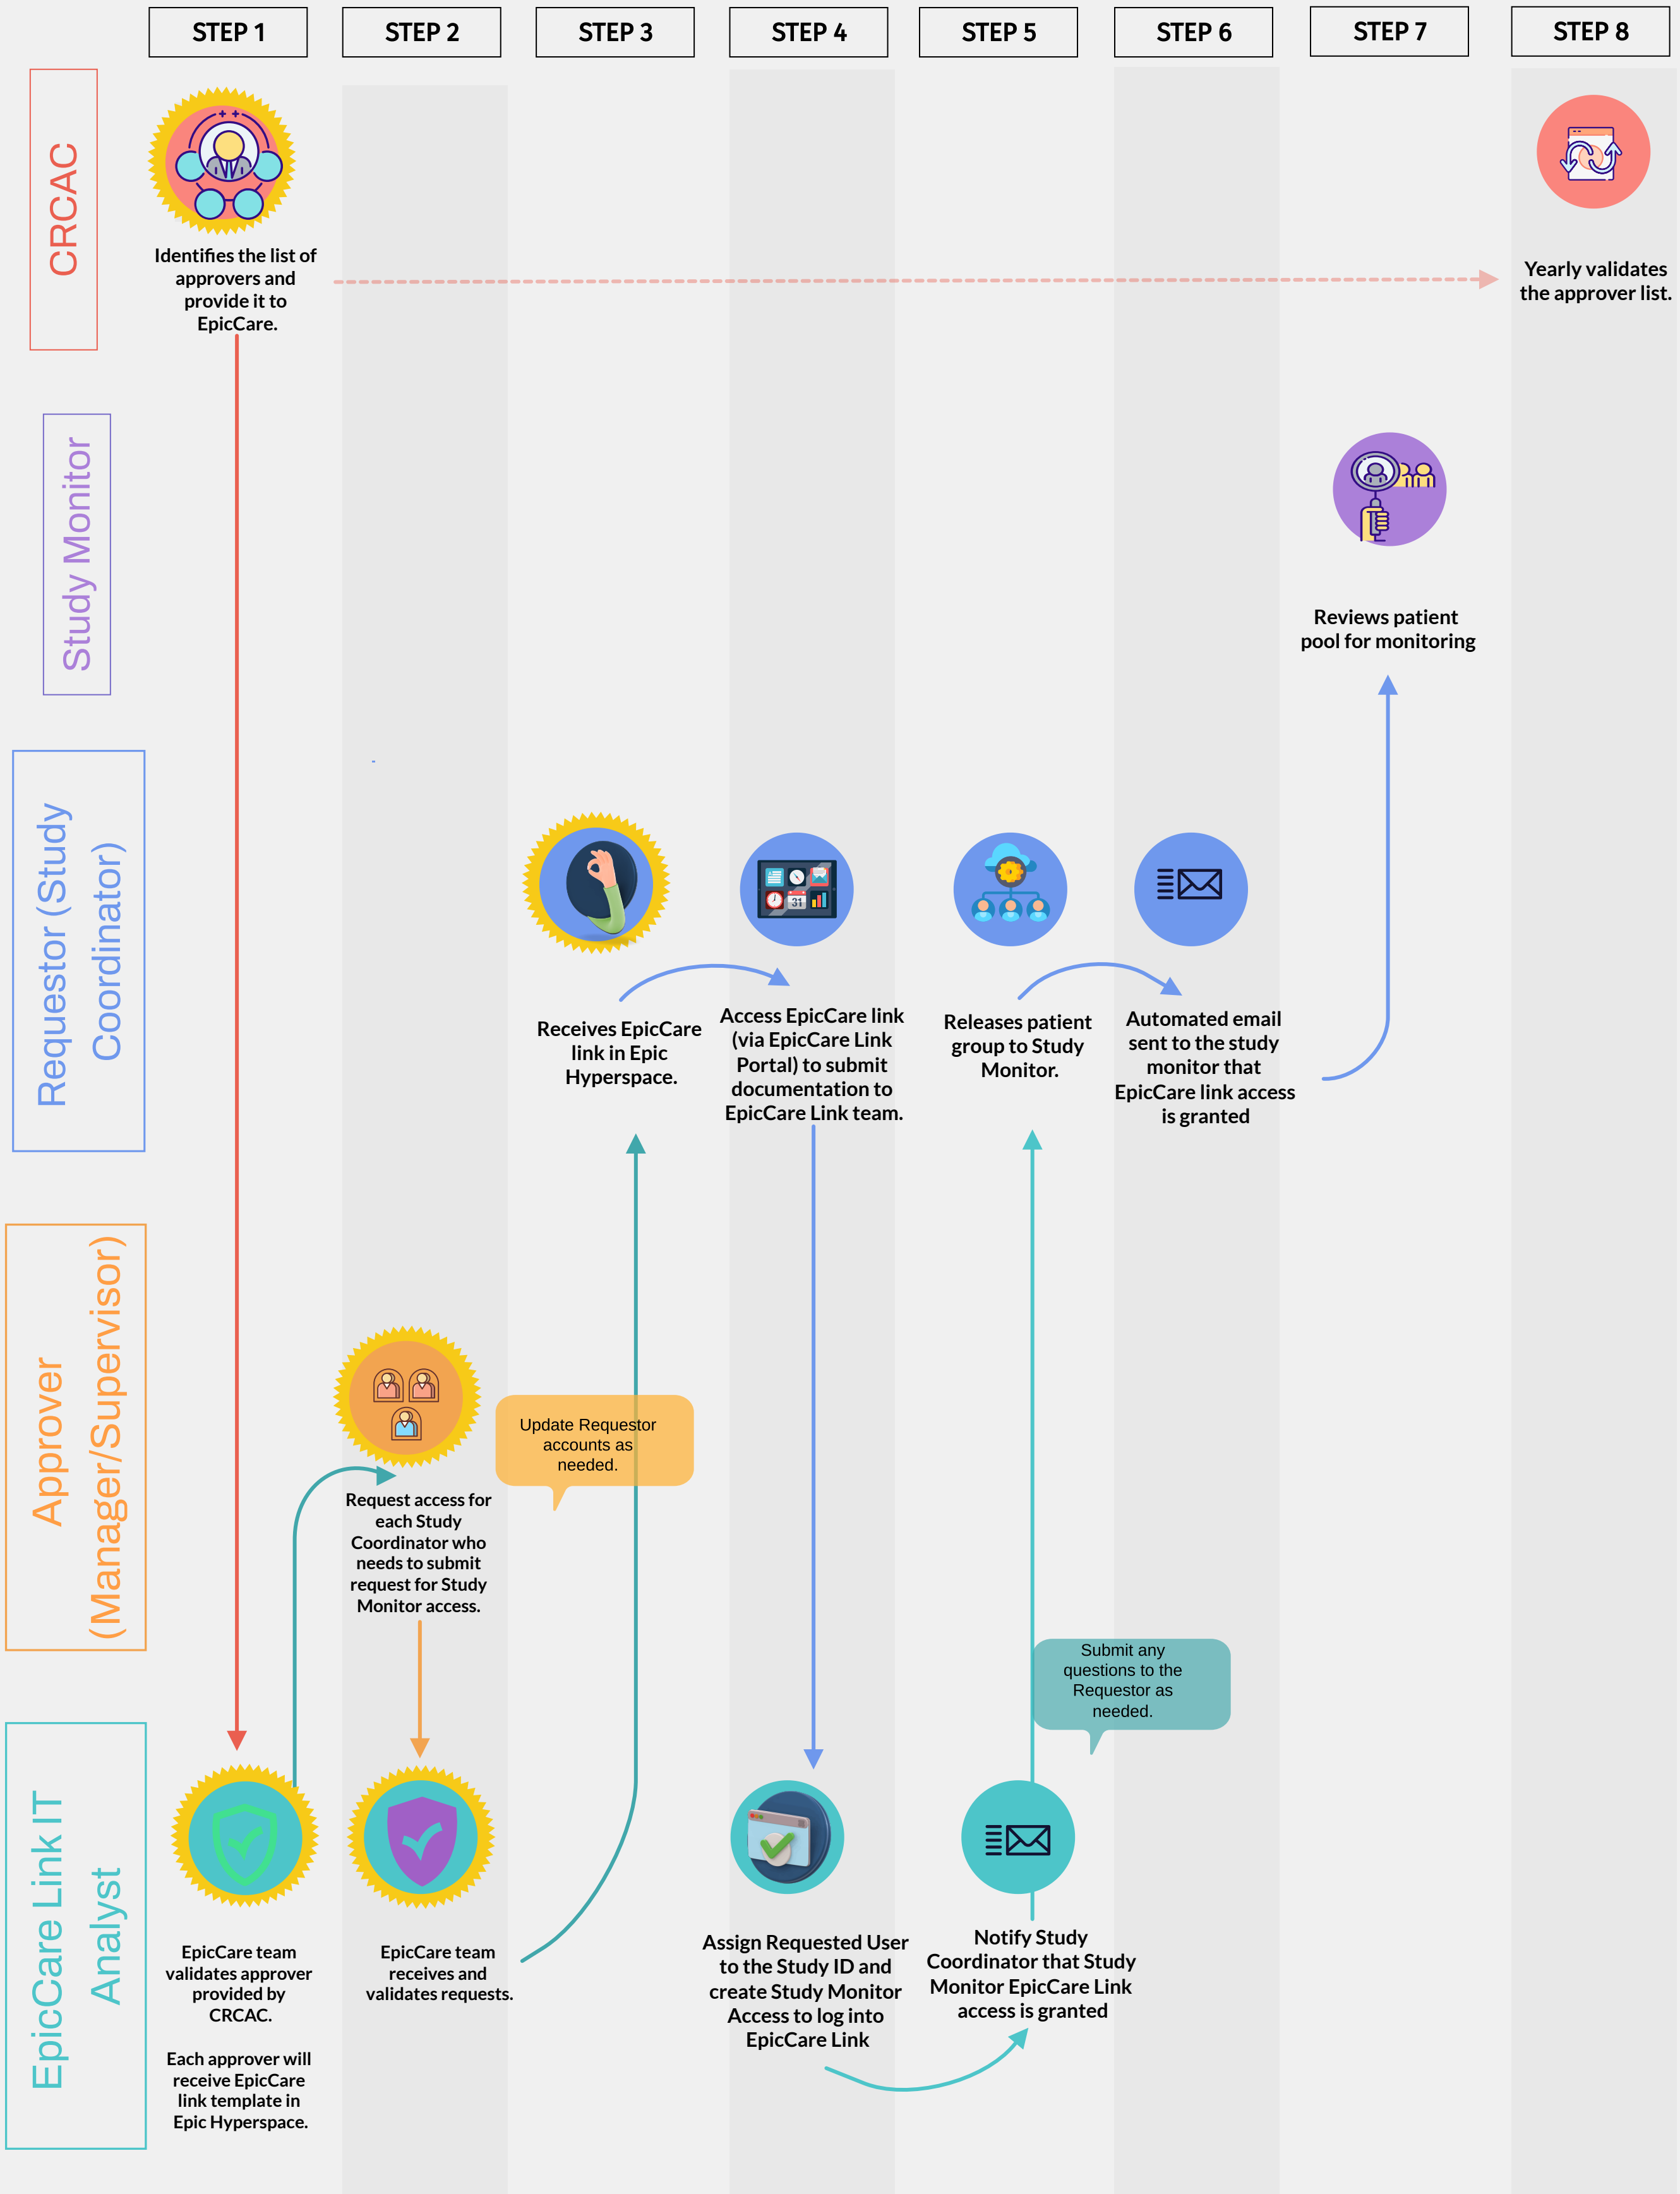 STEP 1
STEP 2
STEP 3
STEP 4
STEP 5
STEP 6
STEP 7
STEP 8
CRCAC
Identifies the list of
approvers and
provide it to
EpicCare.
Yearly validates
the approver list.
Study Monitor
Reviews patient
pool for monitoring
Requestor (Study
Coordinator)
31
Receives EpicCare
link in Epic
Hyperspace.
Access EpicCare link
(via EpicCare Link
Portal) to submit
documentation to
EpicCare Link team.
Releases patient
group to Study
Monitor.
Automated email
sent to the study
monitor that
EpicCare link access
is granted
Approver
(Manager/Supervisor)
Update Requestor
accounts as
needed.
Request access for
each Study
Coordinator who
needs to submit
request for Study
Monitor access.
Submit any
questions to the
Requestor as
needed.
EpicCare Link IT
Analyst
EpicCare team
validates approver
provided by
CRCAC.
Each approver will
receive EpicCare
link template in
Epic Hyperspace.
EpicCare team
receives and
validates requests.
Assign Requested User
to the Study ID and
create Study Monitor
Access to log into
EpicCare Link
Notify Study
Coordinator that Study
Monitor EpicCare Link
access is granted